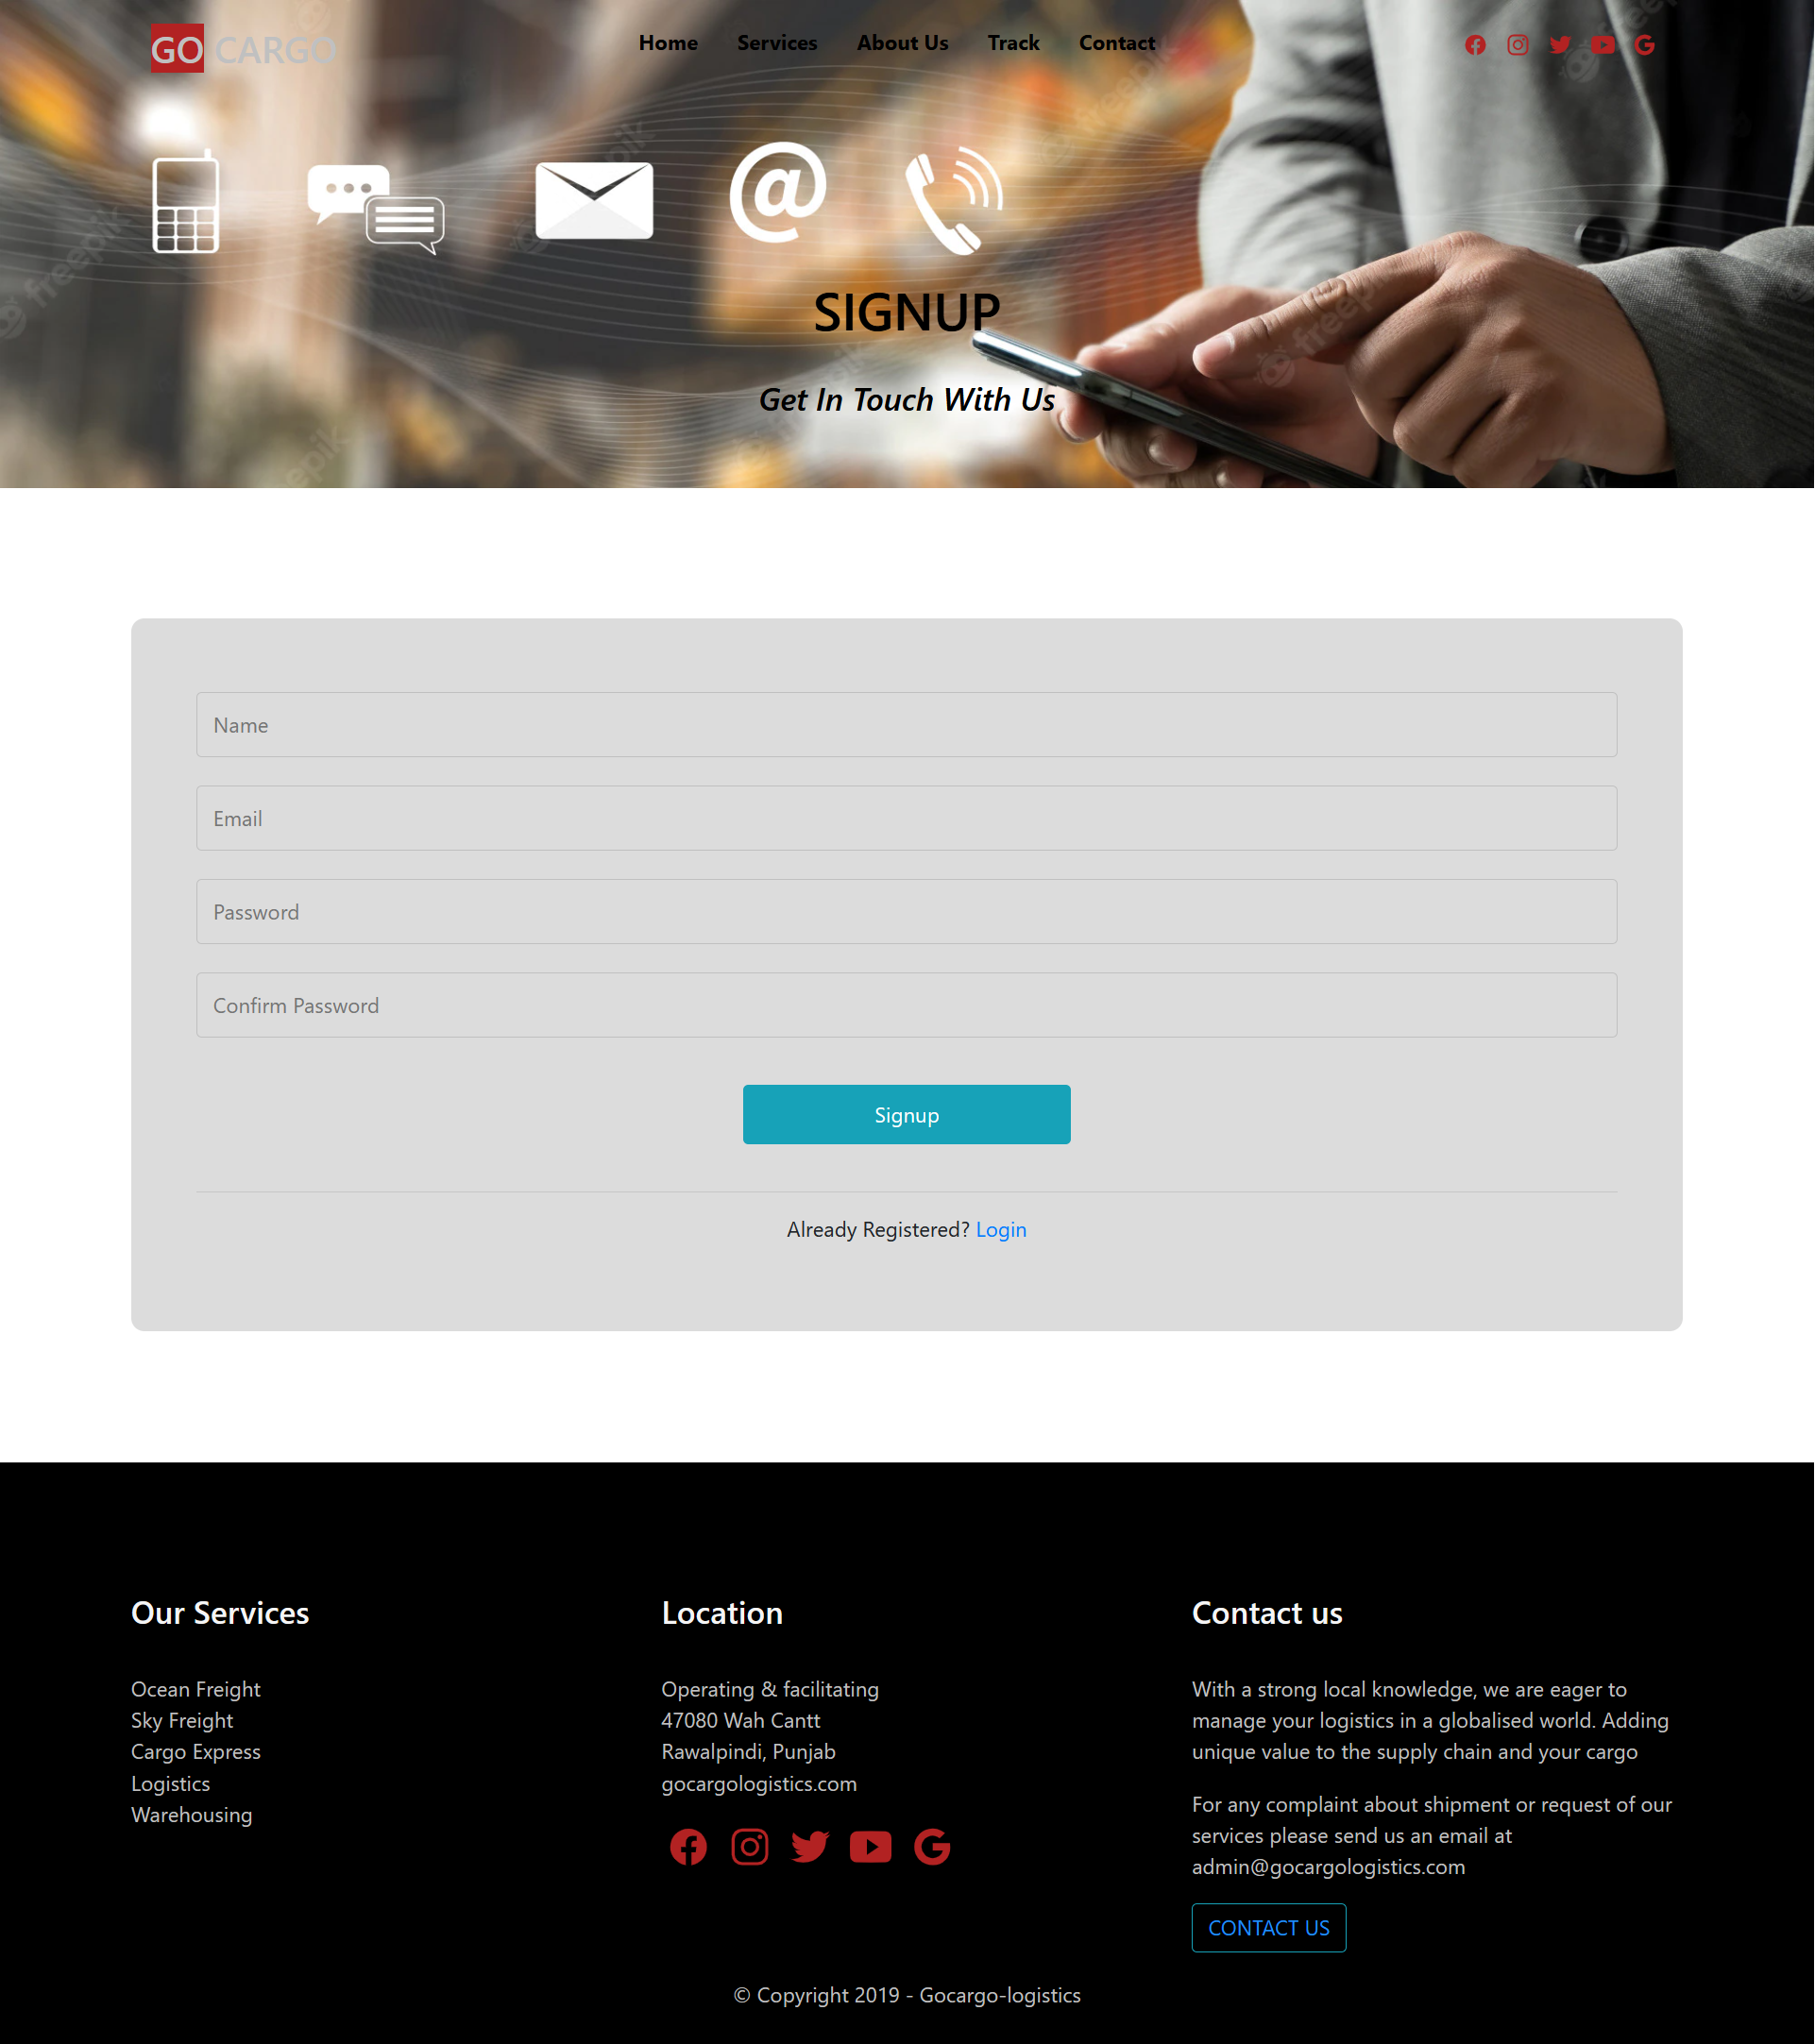 GO CARGO
Home Services About Us Track Contact
SIGNUP
Get In Touch With Us
freepik
Name
Email
Password
Confirm Password
Signup
Already Registered? Login
Our Services
Ocean Freight
Sky Freight
Cargo Express
Logistics
Warehousing
Location
Operating & facilitating
47080 Wah Cantt
Rawalpindi, Punjab
gocargologistics.com
Contact us
With a strong local knowledge, we are eager to
manage your logistics in a globalised world. Adding
unique value to the supply chain and your cargo
For any complaint about shipment or request of our
services please send us an email at
admin@gocargologistics.com
CONTACT US
© Copyright 2019 - Gocargo-logistics